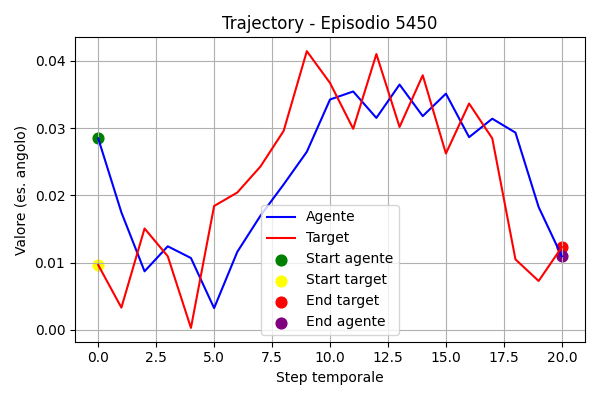 Trajectory - Episodio 5450
Valore (es. angolo)
0.04
0.03
0.02
0.01
0.00
Agente
Target
Start agente
Start target
End target
End agente
0.0 2.5 5.0 7.5 10.0 12.5 15.0 17.5 20.0
Step temporale